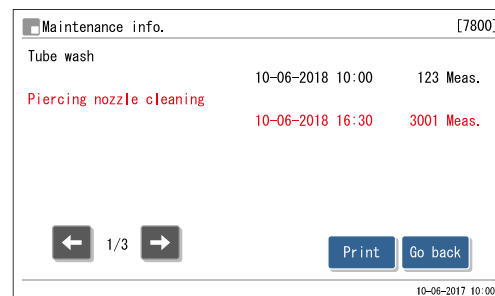 Maintenance info. [7800]
Tube wash
10-06-2018 10:00 123 Meas.
Piercing nozzle cleaning
10-06-2018 16:30 3001 Meas.
1/3
Print Go back
10-06-2017 10:00